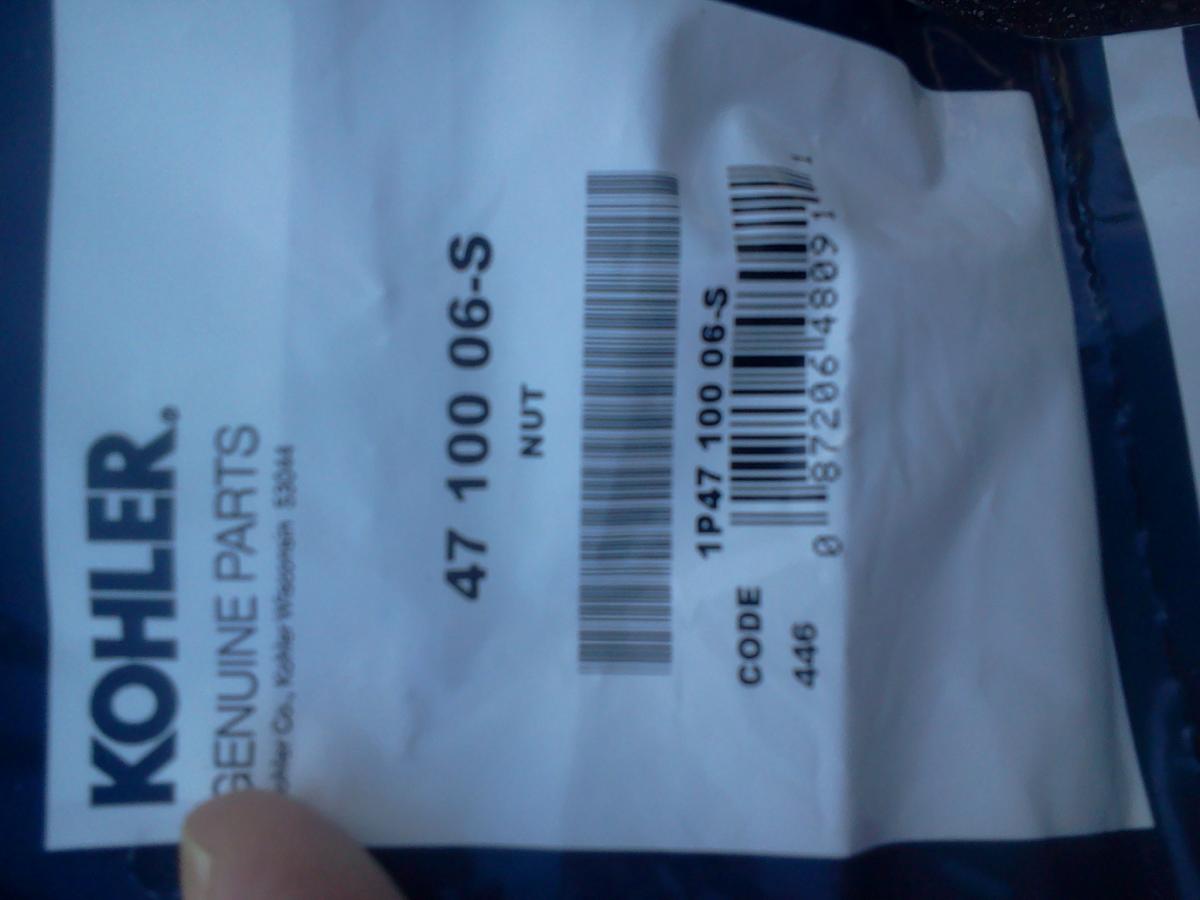 KOHLER®
GENUINE PARTS
Kohler Co., Kohler Wisconsin 53044
47 100 06-S
NUT
1P47 100 06-S
CODE
446
0 87206 48091 1